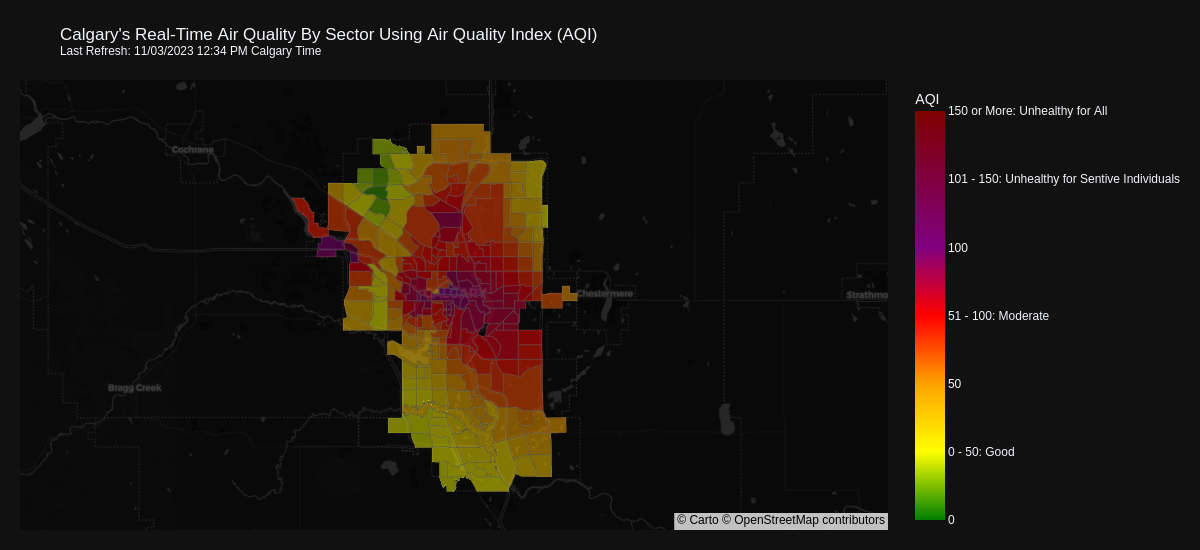 Calgary's Real-Time Air Quality By Sector Using Air Quality Index (AQI)
Last Refresh: 11/03/2023 12:34 PM Calgary Time
AQI
150 or More: Unhealthy for All
Cochrane
101 - 150: Unhealthy for Sentive Individuals
100
CALGARY
Chestermere
Strathmo
51 - 100: Moderate
50
Bragg Creek
0 - 50: Good
0
© Carto © OpenStreetMap contributors